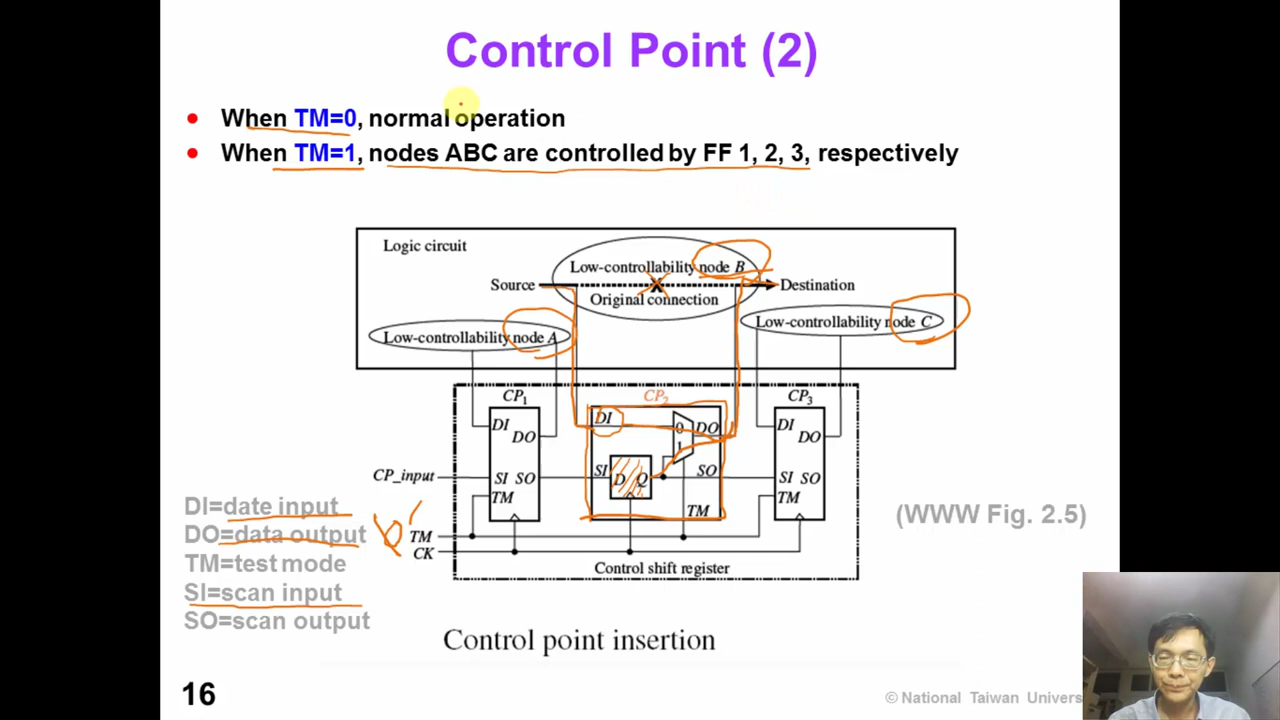 Control Point (2)
• When TM=0, normal operation
• When TM=1, nodes ABC are controlled by FF 1, 2, 3, respectively
Logic circuit
Low-controllability node B
Source
Destination
Original connection
Low-controllability node C
Low-controllability node A
CP1
CP2
CP3
DI
DO
DI
0
1
DO
DI
DO
CP_input
SI SO
TM
SI
D Q
SO
TM
SI SO
TM
TM
CK
Control shift register
DI=date input
DO=data output
TM=test mode
SI=scan input
SO=scan output
(WWW Fig. 2.5)
Control point insertion
16
© National Taiwan Univers